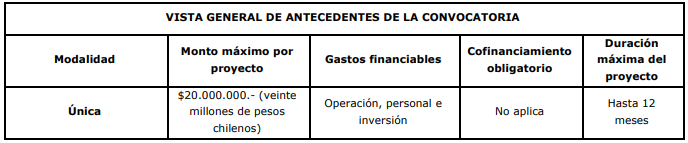 VISTA GENERAL DE ANTECEDENTES DE LA CONVOCATORIA
Modalidad
Monto máximo por
proyecto
Gastos financiables
Cofinanciamiento
obligatorio
Duración
máxima del
proyecto
Única
$20.000.000.- (veinte
millones de pesos
chilenos)
Operación, personal e
inversión
No aplica
Hasta 12
meses